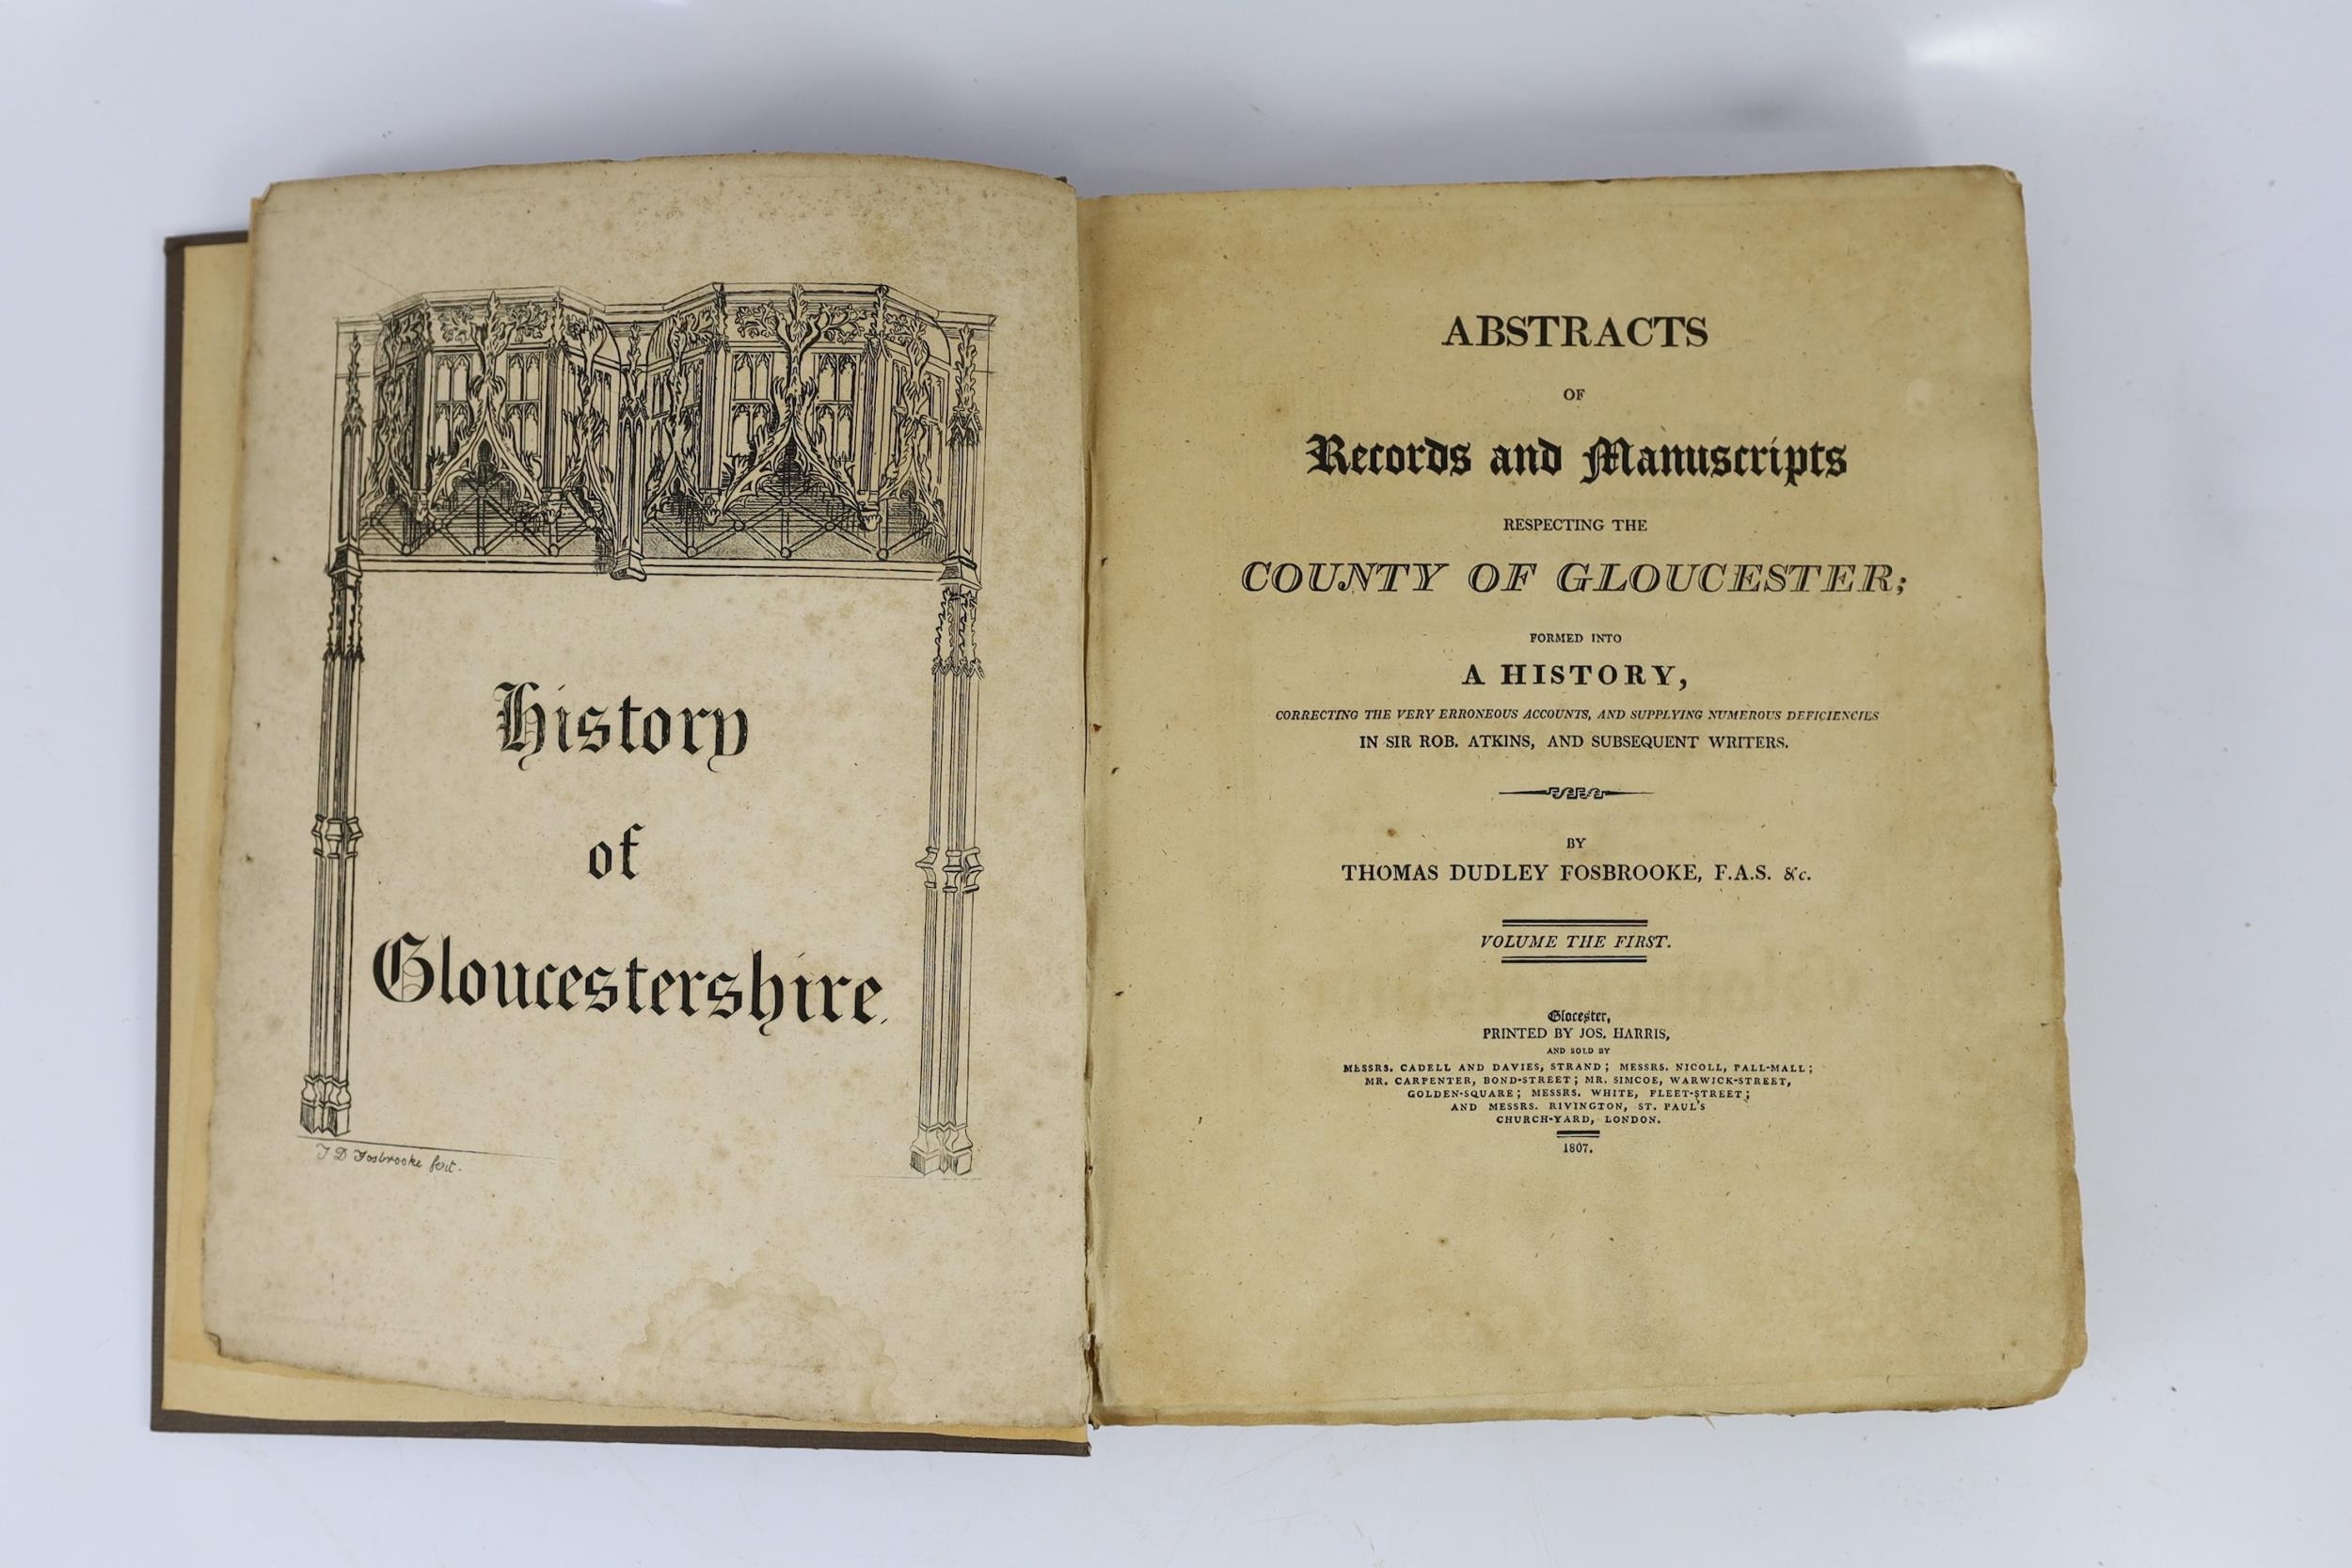 History
of
Gloucestershire.
T D Fosbrooke fect.
ABSTRACTS
OF
Records and Manuscripts
RESPECTING THE
COUNTY OF GLOUCESTER;
FORMED INTO
A HISTORY,
CORRECTING THE VERY ERRONEOUS ACCOUNTS, AND SUPPLYING NUMEROUS DEFICIENCIES
IN SIR ROB. ATKINS, AND SUBSEQUENT WRITERS.
BY
THOMAS DUDLEY FOSBROOKE, F.A.S. &c.
VOLUME THE FIRST.
Glocester,
PRINTED BY JOS. HARRIS,
AND SOLD BY
MESSRS. CADELL AND DAVIES, STRAND; MESSRS. NICOLL, PALL-MALL;
MR. CARPENTER, BOND-STREET; MR. SIMCOE, WARWICK-STREET,
GOLDEN-SQUARE; MESSRS. WHITE, FLEET-STREET;
AND MESSRS. RIVINGTON, ST. PAUL'S
CHURCH-YARD, LONDON.
1807.